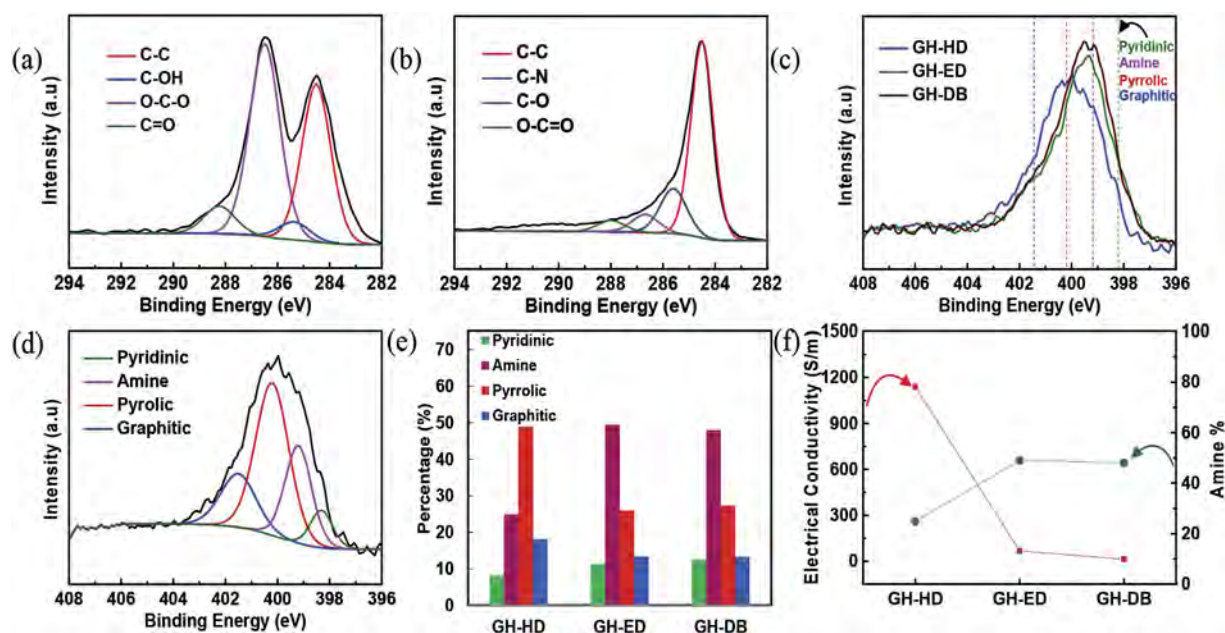 (a)
Intensity (a.u)
C-C
C-OH
O-C-O
C=O
294 292 290 288 286 284 282
Binding Energy (eV)
(b)
Intensity (a.u)
C-C
C-N
C-O
O-C=O
294 292 290 288 286 284 282
Binding Energy (eV)
(c)
Intensity (a.u)
GH-HD
GH-ED
GH-DB
Pyridinic
Amine
Pyrrolic
Graphitic
408 406 404 402 400 398 396
Binding Energy (eV)
(d)
Intensity (a.u)
Pyridinic
Amine
Pyrolic
Graphitic
408 406 404 402 400 398 396
Binding Energy (eV)
(e)
Percentage (%)
70
60
50
40
30
20
10
0
Pyridinic
Amine
Pyrrolic
Graphitic
GH-HD GH-ED GH-DB
(f)
Electrical Conductivity (S/m)
1500
1200
900
600
300
0
100
80
60
40
20
0
Amine %
GH-HD GH-ED GH-DB